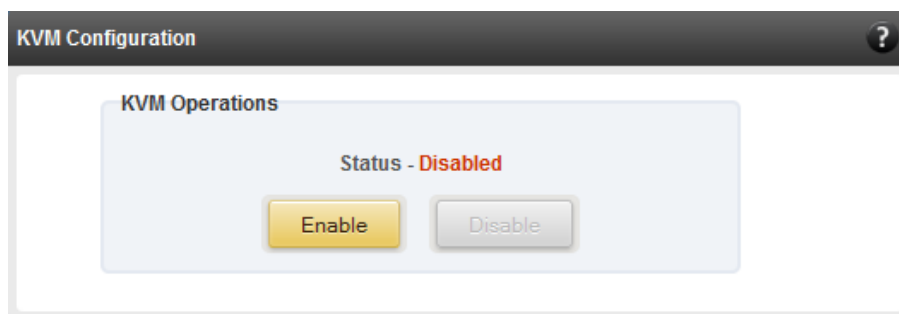 KVM Configuration ?
KVM Operations
Status - Disabled
Enable Disable